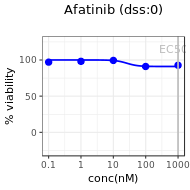 Afatinib (dss:0)
EC50
100
50
0
% viability
0.1 1 10 100 1000
conc(nM)